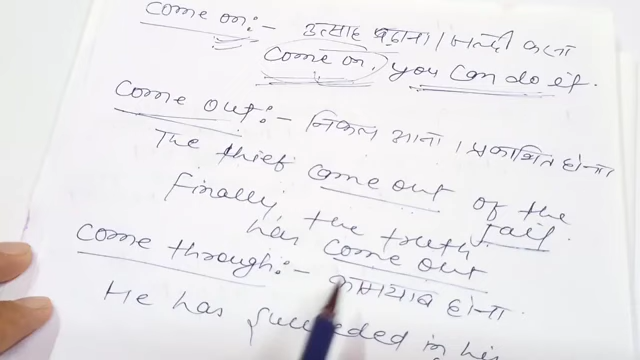 Come on:- उत्साह बढ़ाना / जल्दी करना
Come on, you can do it.
Come out:- निकल आना । प्रकाशित होना
The thief came out of the Jail.
Finally, the truth
has come out
Come through:- कामयाब होना
He has succeeded in his